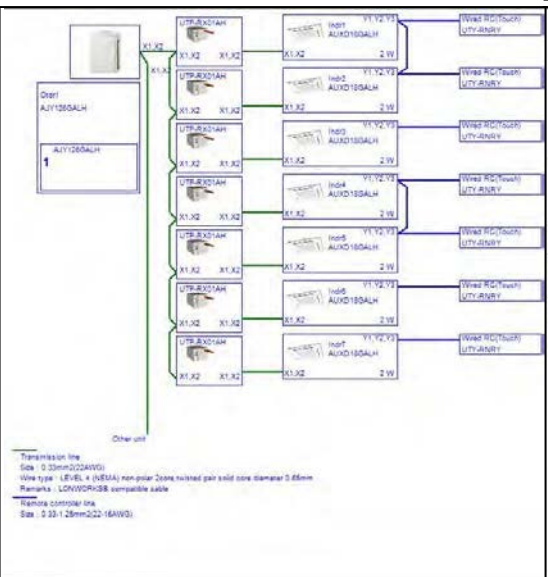 X1,X2
X1,X2
Otdr1
AJY126GALH
AJY126GALH
1
UTP-RX01AH
X1,X2 X1,X2
Indr1
AUXD18GALH
Y1,Y2,Y3
X1,X2 2 W
Wired RC(Touch)
UTY-RNRY
UTP-RX01AH
X1,X2 X1,X2
Indr2
AUXD18GALH
Y1,Y2,Y3
X1,X2 2 W
Wired RC(Touch)
UTY-RNRY
UTP-RX01AH
X1,X2 X1,X2
Indr3
AUXD18GALH
Y1,Y2,Y3
X1,X2 2 W
Wired RC(Touch)
UTY-RNRY
UTP-RX01AH
X1,X2 X1,X2
Indr4
AUXD18GALH
Y1,Y2,Y3
X1,X2 2 W
Wired RC(Touch)
UTY-RNRY
UTP-RX01AH
X1,X2 X1,X2
Indr5
AUXD18GALH
Y1,Y2,Y3
X1,X2 2 W
Wired RC(Touch)
UTY-RNRY
UTP-RX01AH
X1,X2 X1,X2
Indr6
AUXD18GALH
Y1,Y2,Y3
X1,X2 2 W
Wired RC(Touch)
UTY-RNRY
UTP-RX01AH
X1,X2 X1,X2
Indr7
AUXD18GALH
Y1,Y2,Y3
X1,X2 2 W
Wired RC(Touch)
UTY-RNRY
Other unit
Transmission line
Size : 0.33mm2(22AWG)
Wire type : LEVEL 4 (NEMA) non-polar 2core, twisted pair solid core diameter 0.65mm
Remarks : LONWORKS® compatible cable
Remote controller line
Size : 0.33-1.25mm2(22-16AWG)